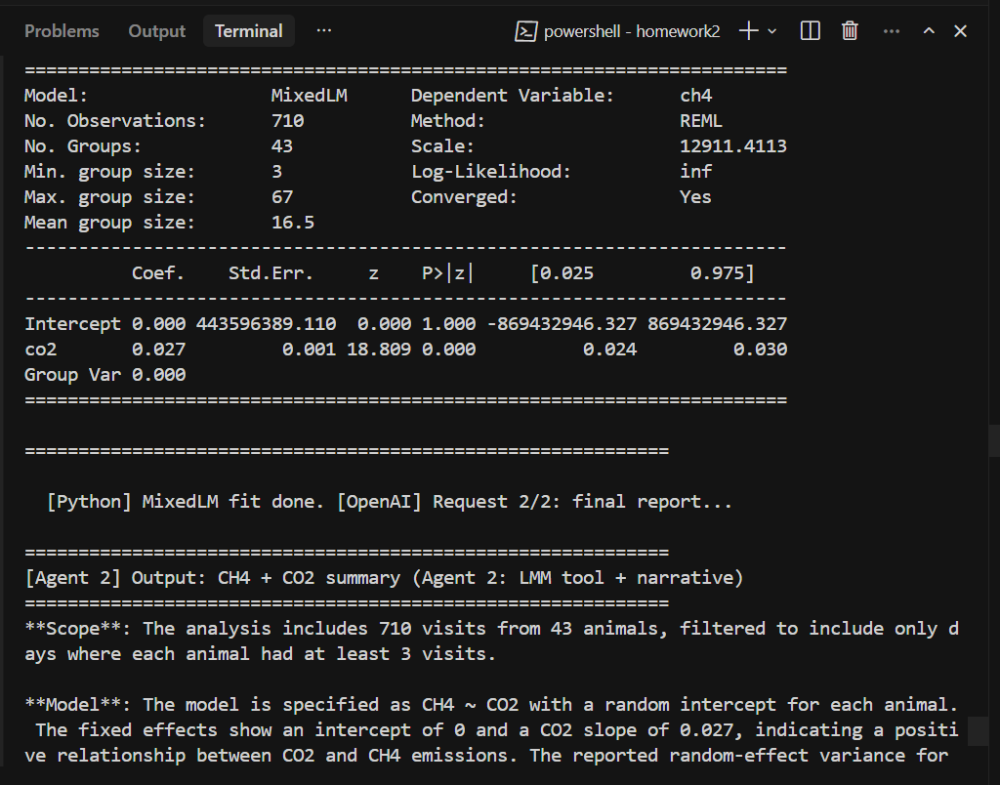 Problems Output Terminal ··· powershell - homework2 ···
======================================================================
Model: MixedLM Dependent Variable: ch4
No. Observations: 710 Method: REML
No. Groups: 43 Scale: 12911.4113
Min. group size: 3 Log-Likelihood: inf
Max. group size: 67 Converged: Yes
Mean group size: 16.5
----------------------------------------------------------------------
Coef. Std.Err. z P>|z| [0.025 0.975]
----------------------------------------------------------------------
Intercept 0.000 443596389.110 0.000 1.000 -869432946.327 869432946.327
co2 0.027 0.001 18.809 0.000 0.024 0.030
Group Var 0.000
======================================================================
============================================================
[Python] MixedLM fit done. [OpenAI] Request 2/2: final report...
============================================================
[Agent 2] Output: CH4 + CO2 summary (Agent 2: LMM tool + narrative)
============================================================
**Scope**: The analysis includes 710 visits from 43 animals, filtered to include only d
ays where each animal had at least 3 visits.
**Model**: The model is specified as CH4 ~ CO2 with a random intercept for each animal.
The fixed effects show an intercept of 0 and a CO2 slope of 0.027, indicating a positi
ve relationship between CO2 and CH4 emissions. The reported random-effect variance for